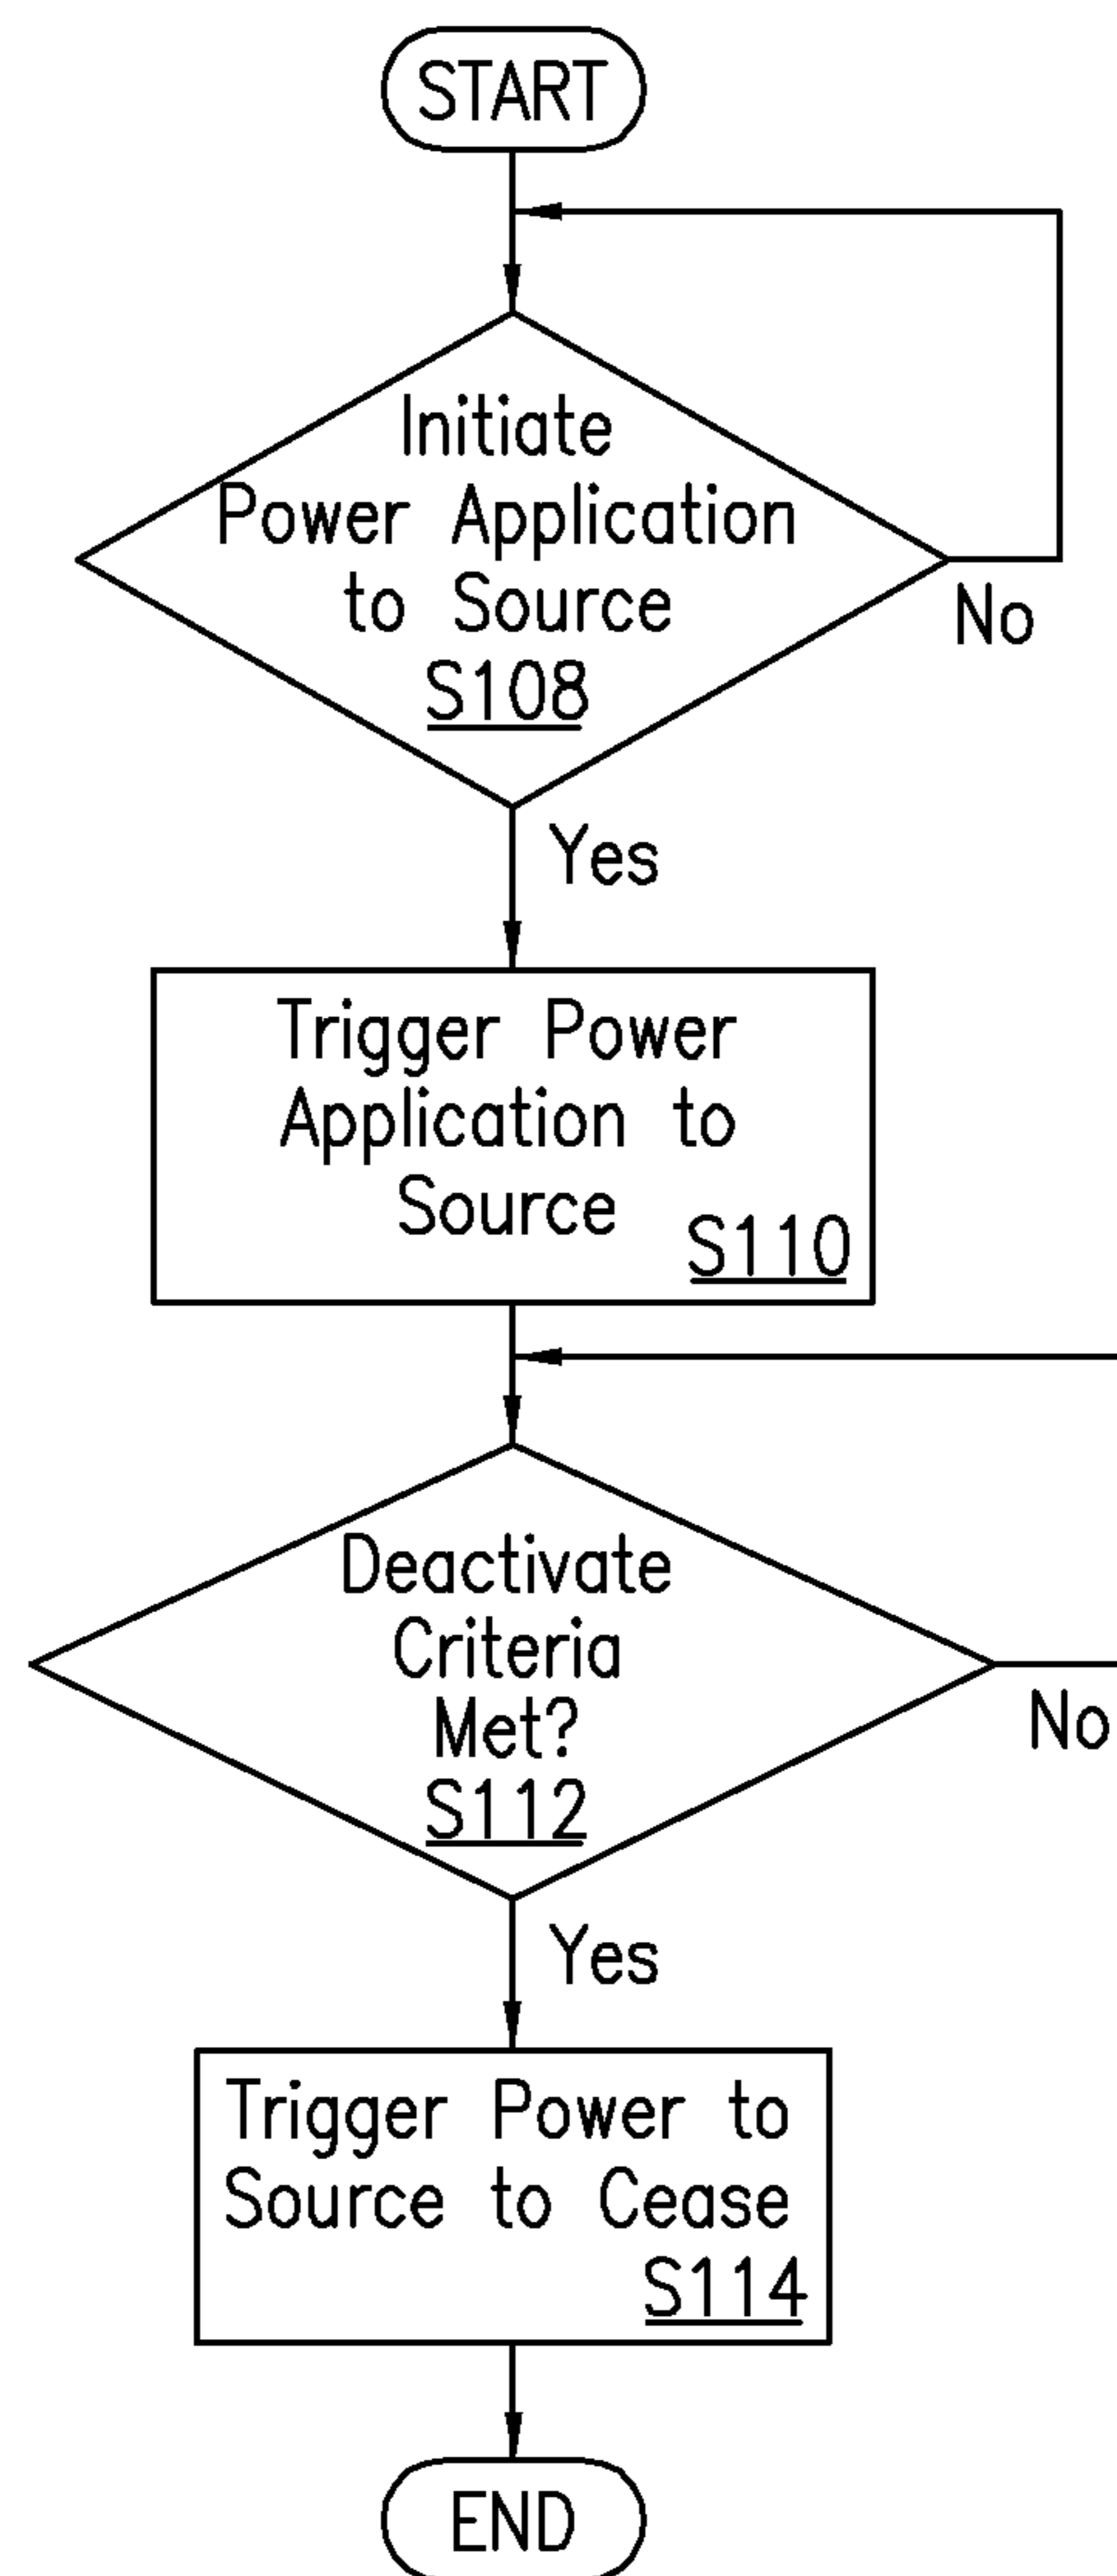 START
Initiate
Power Application
to Source
S108
No
Yes
Trigger Power
Application to
Source
S110
Deactivate
Criteria
Met?
S112
No
Yes
Trigger Power to
Source to Cease
S114
END